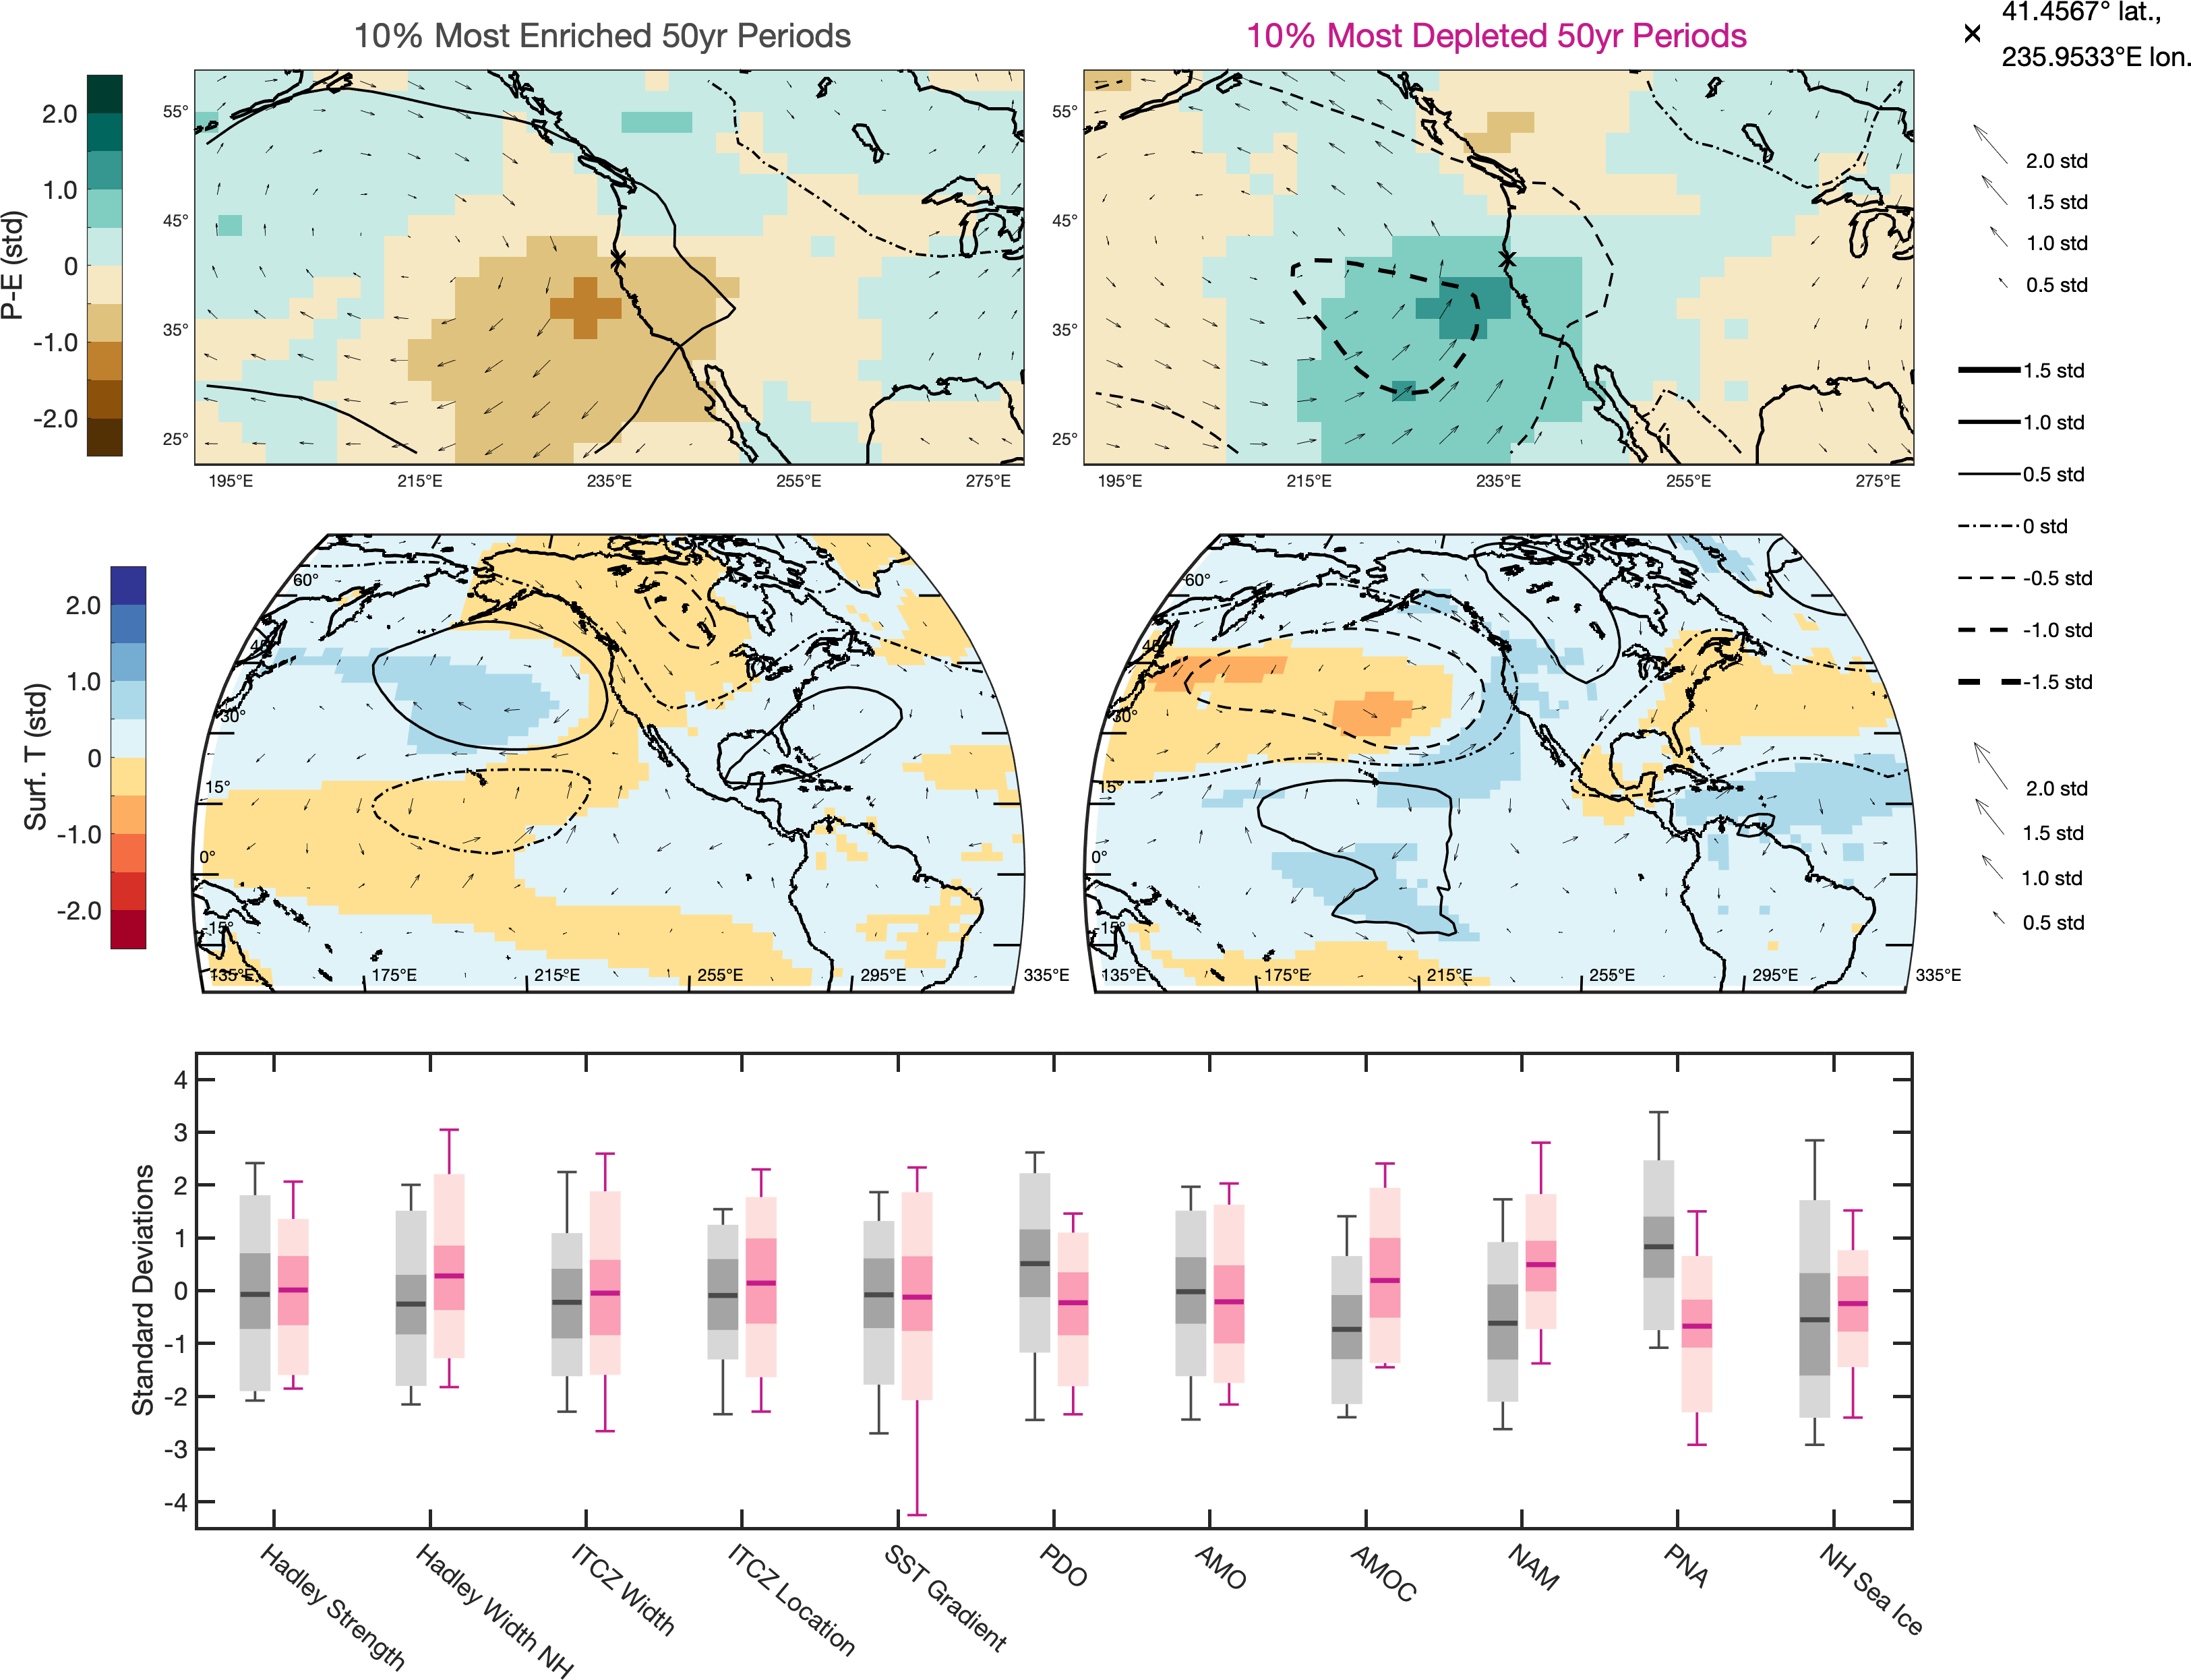 10% Most Enriched 50yr Periods
10% Most Depleted 50yr Periods
41.4567° lat.,
235.9533°E lon.
P-E (std)
2.0
1.0
0
-1.0
-2.0
55°
45°
35°
25°
195°E
215°E
235°E
255°E
275°E
55°
45°
35°
25°
195°E
215°E
235°E
255°E
275°E
2.0 std
1.5 std
1.0 std
0.5 std
1.5 std
1.0 std
0.5 std
0 std
-0.5 std
-1.0 std
-1.5 std
Surf. T (std)
2.0
1.0
0
-1.0
-2.0
60°
45°
30°
15°
0°
-15°
135°E
175°E
215°E
255°E
295°E
335°E
60°
45°
30°
15°
0°
-15°
135°E
175°E
215°E
255°E
295°E
335°E
2.0 std
1.5 std
1.0 std
0.5 std
Standard Deviations
4
3
2
1
0
-1
-2
-3
-4
Hadley Strength
Hadley Width NH
ITCZ Width
ITCZ Location
SST Gradient
PDO
AMO
AMOC
NAM
PNA
NH Sea Ice